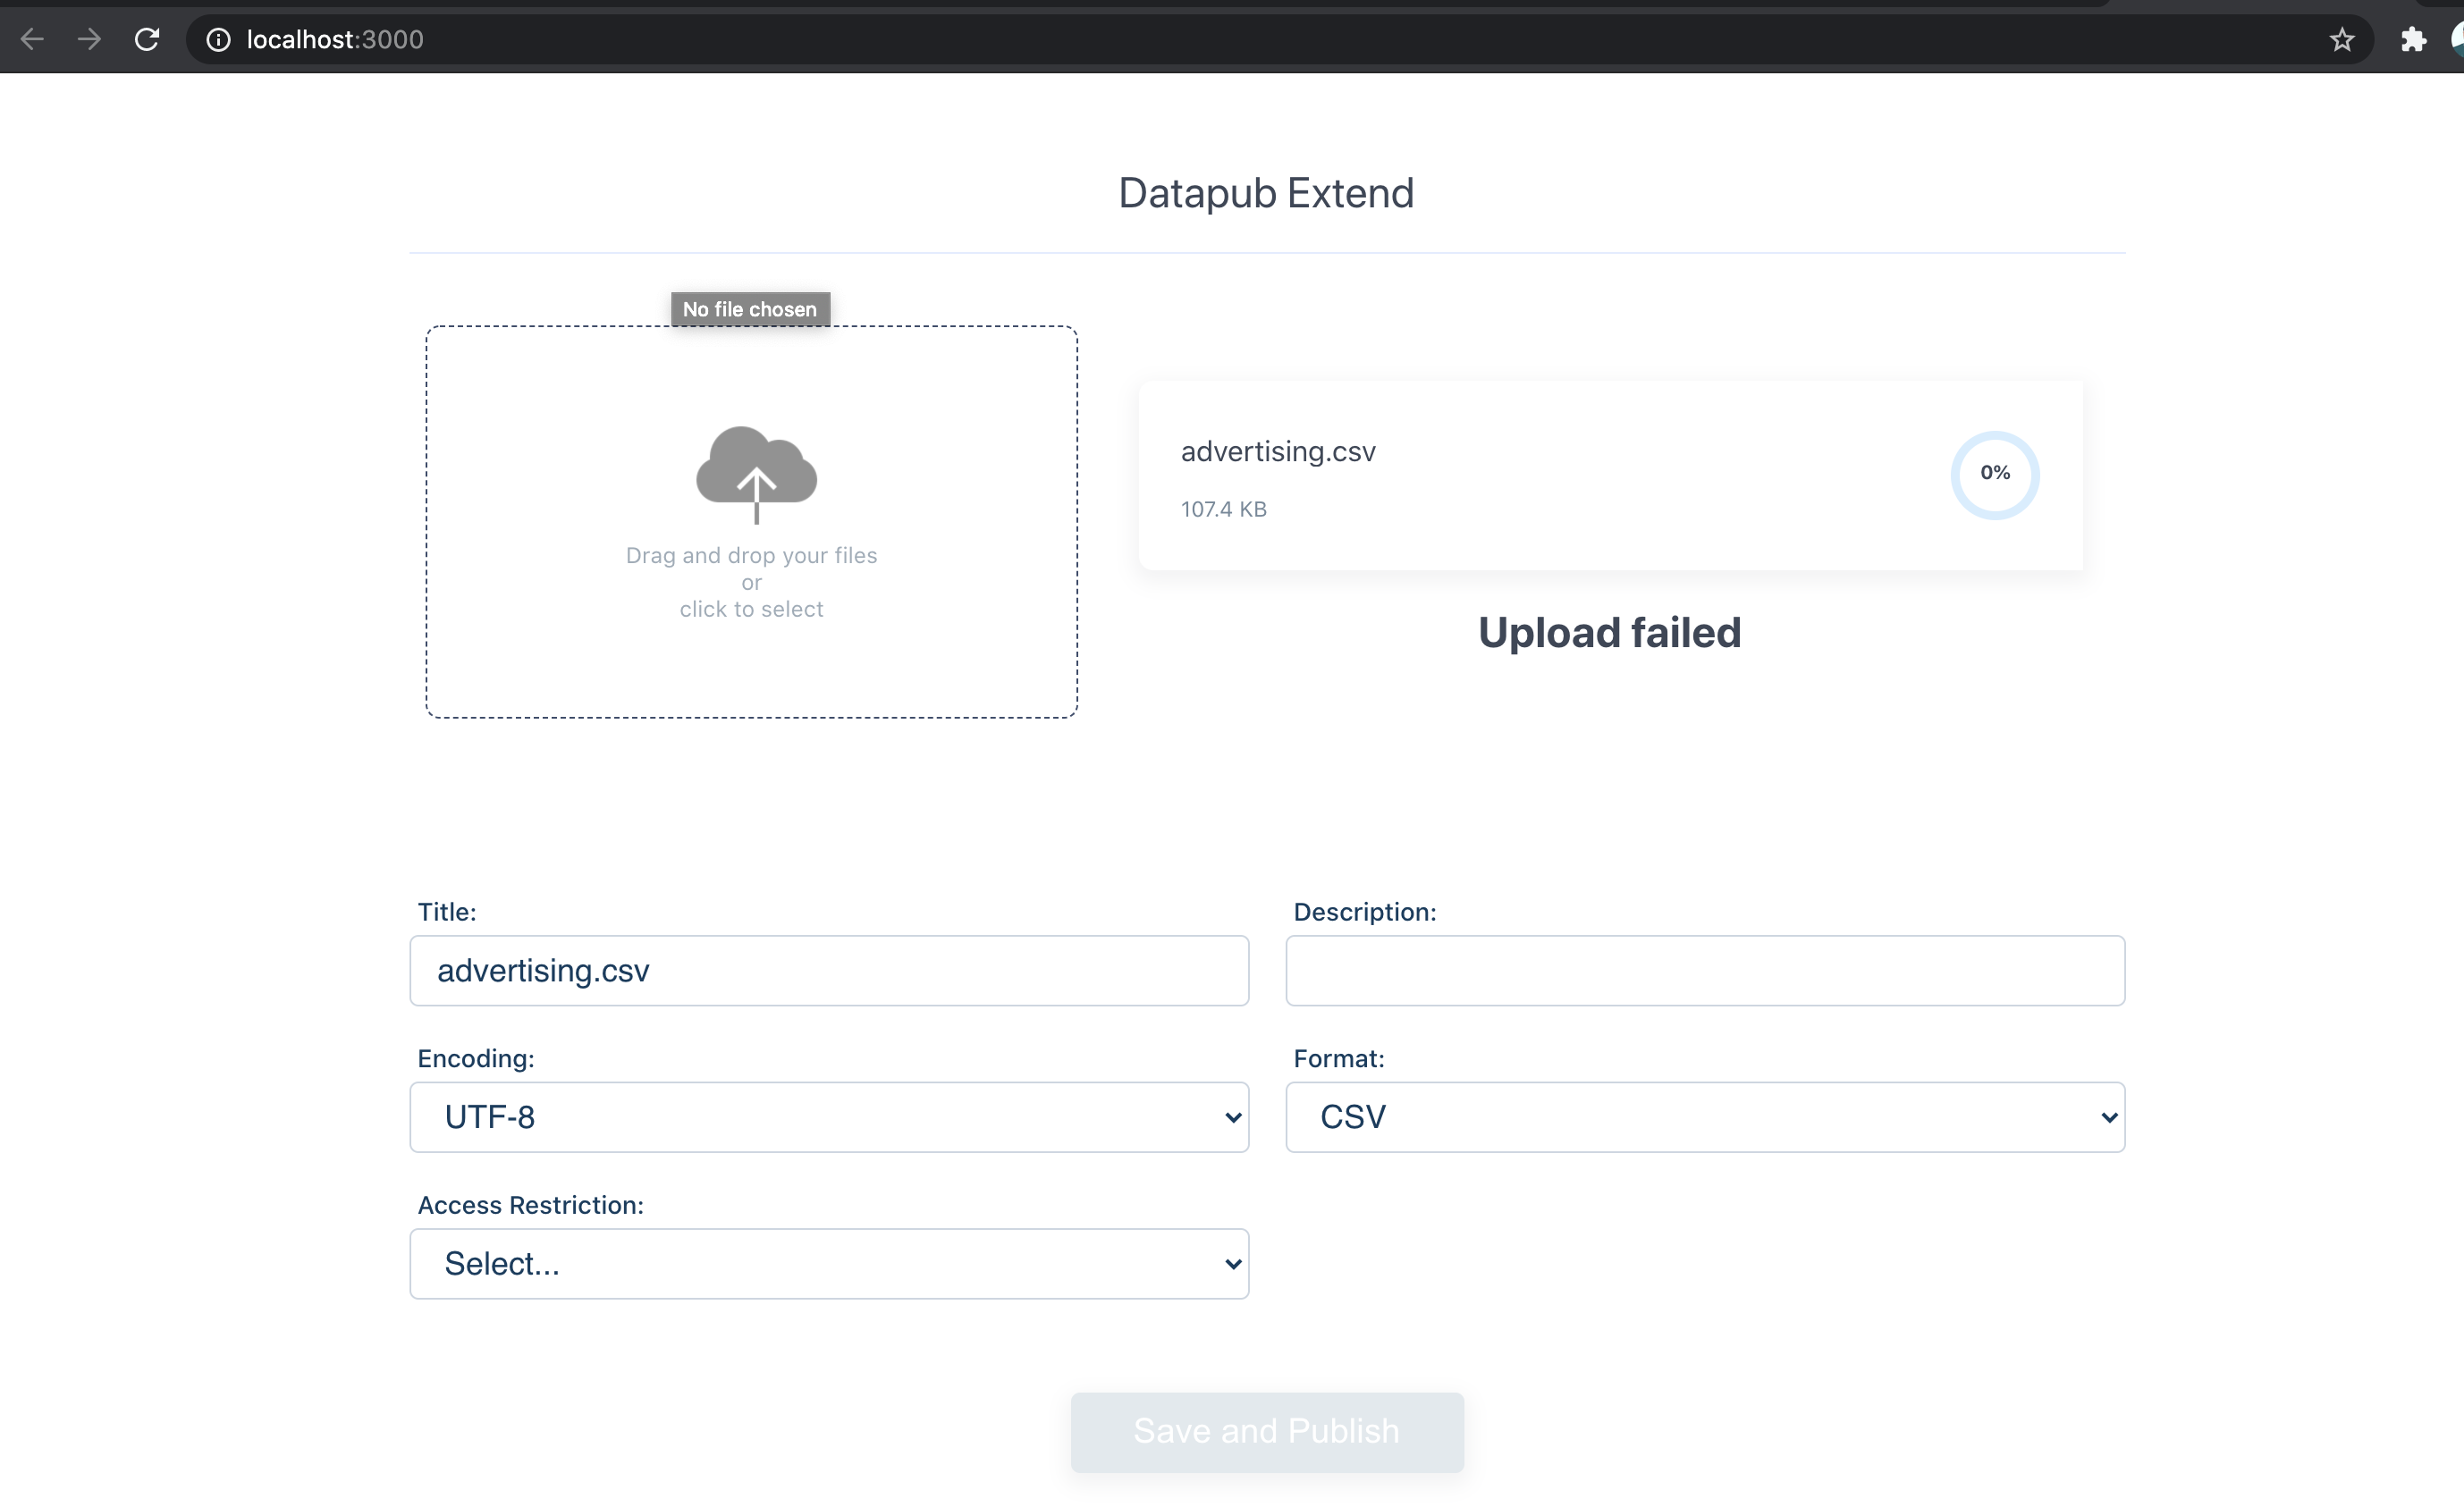 localhost:3000
Datapub Extend
No file chosen
Drag and drop your files
or
click to select
advertising.csv
107.4 KB
0%
Upload failed
Title:
advertising.csv
Description:
Encoding:
UTF-8
Format:
CSV
Access Restriction:
Select...
Save and Publish